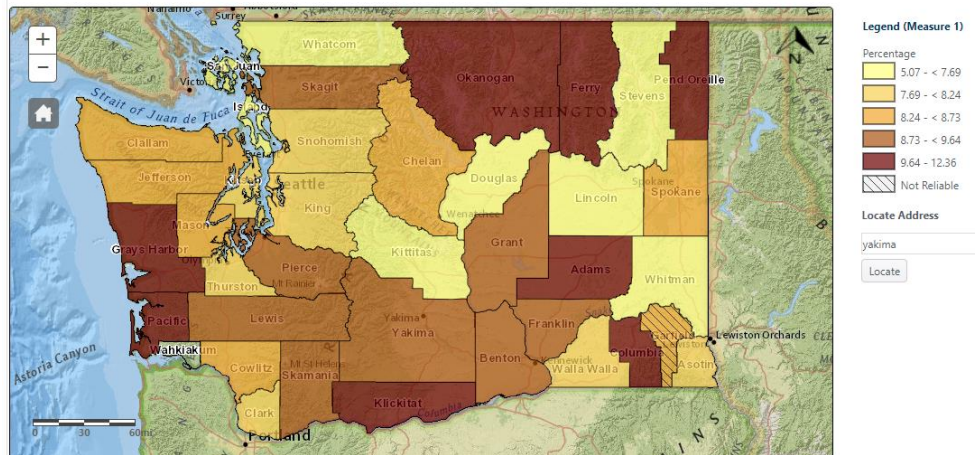 Surrey
+
−
Whatcom
San Juan
Okanogan
Ferry
Pend Oreille
Stevens
Skagit
WASHINGTON
Strait of Juan de Fuca
Island
Snohomish
Clallam
Chelan
Douglas
Jefferson
Seattle
King
Lincoln
Spokane
Spokane
Mason
Wenatchee
Grays Harbor
Kittitas
Grant
Adams
Whitman
Pierce
Mt Rainier
Thurston
Pacific
Lewis
Yakima
Yakima
Franklin
Garfield
Lewiston Orchards
Wahkiakum
Astoria Canyon
Cowlitz
Mt St Helens
Skamania
Benton
Kennewick
Walla Walla
Columbia
Asotin
Klickitat
Columbia
Clark
0 30 60mi
Portland
N
Legend (Measure 1)
Percentage
5.07 - < 7.69
7.69 - < 8.24
8.24 - < 8.73
8.73 - < 9.64
9.64 - 12.36
Not Reliable
Locate Address
yakima
Locate